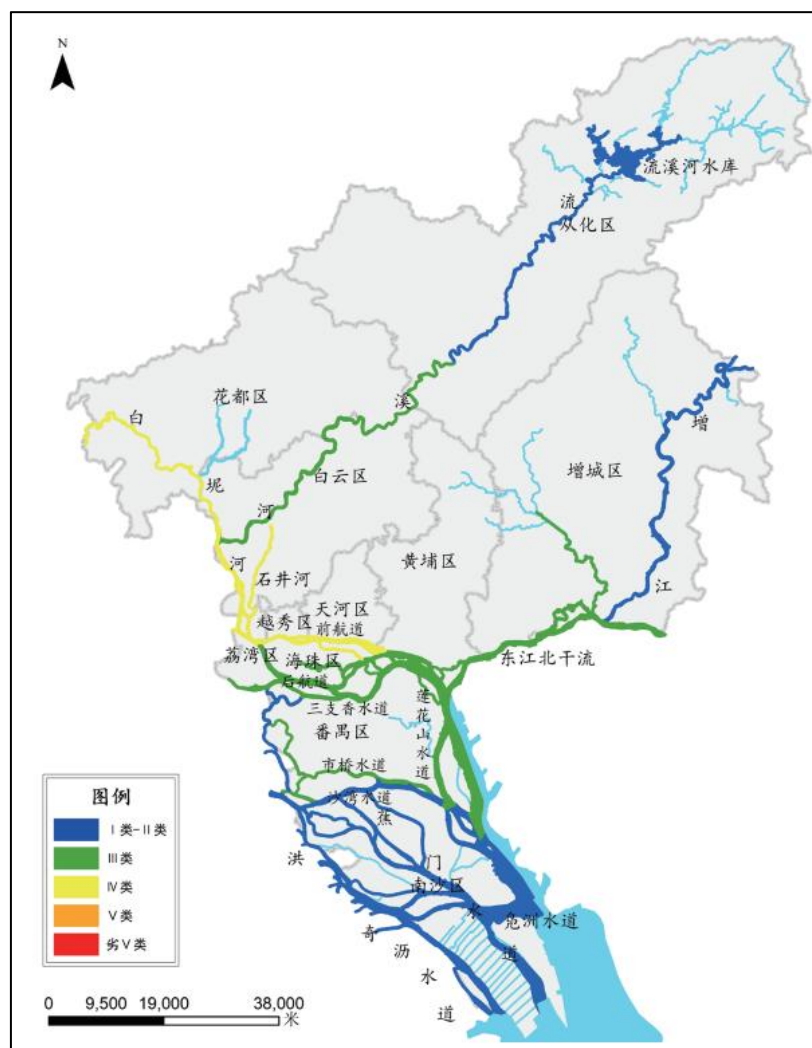 N
流溪河水库
流
从化区
花都区
溪
白
增
白云区
坭
增城区
河
河
黄埔区
石井河
天河区
江
越秀区
前航道
荔湾区
海珠区
东江北干流
后航道
莲花山水道
三支香水道
番禺区
市桥水道
沙湾水道
蕉
洪
门
南沙区
水
凫洲水道
奇
沥
道
水
道
图例
Ⅰ类-Ⅱ类
Ⅲ类
Ⅳ类
Ⅴ类
劣Ⅴ类
0 9,500 19,000 38,000
米